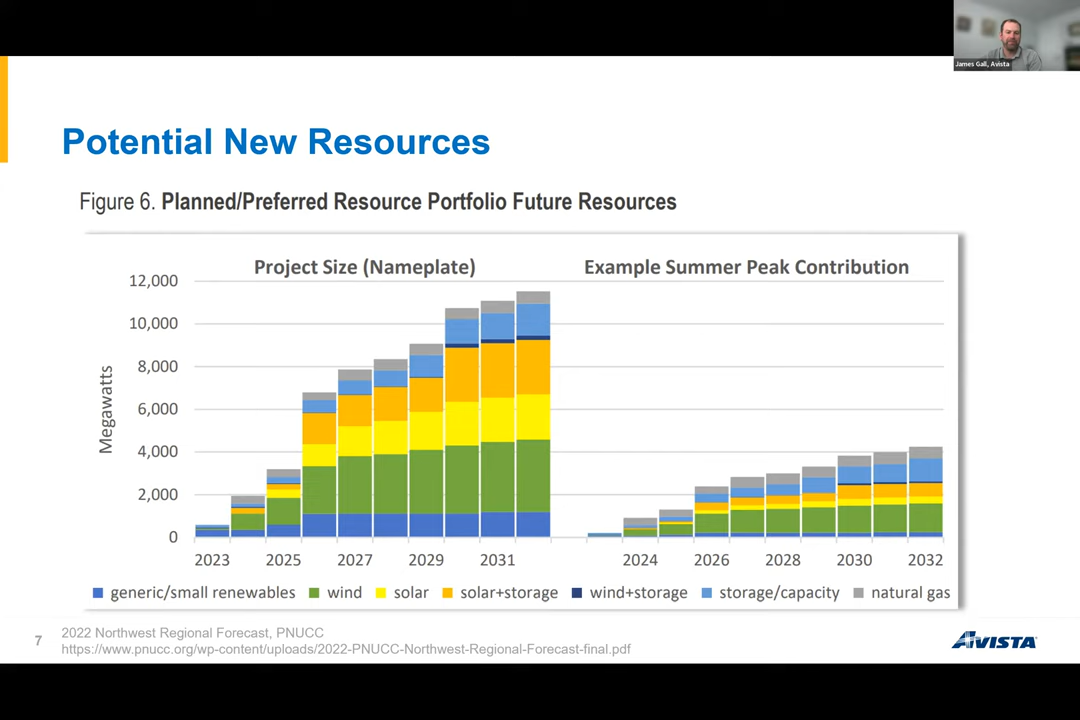 James Gall, Avista
Potential New Resources
Figure 6. Planned/Preferred Resource Portfolio Future Resources
Project Size (Nameplate)
Example Summer Peak Contribution
Megawatts
12,000
10,000
8,000
6,000
4,000
2,000
0
2023 2025 2027 2029 2031 2024 2026 2028 2030 2032
generic/small renewables wind solar solar+storage wind+storage storage/capacity natural gas
7
2022 Northwest Regional Forecast, PNUCC
https://www.pnucc.org/wp-content/uploads/2022-PNUCC-Northwest-Regional-Forecast-final.pdf
AVISTA